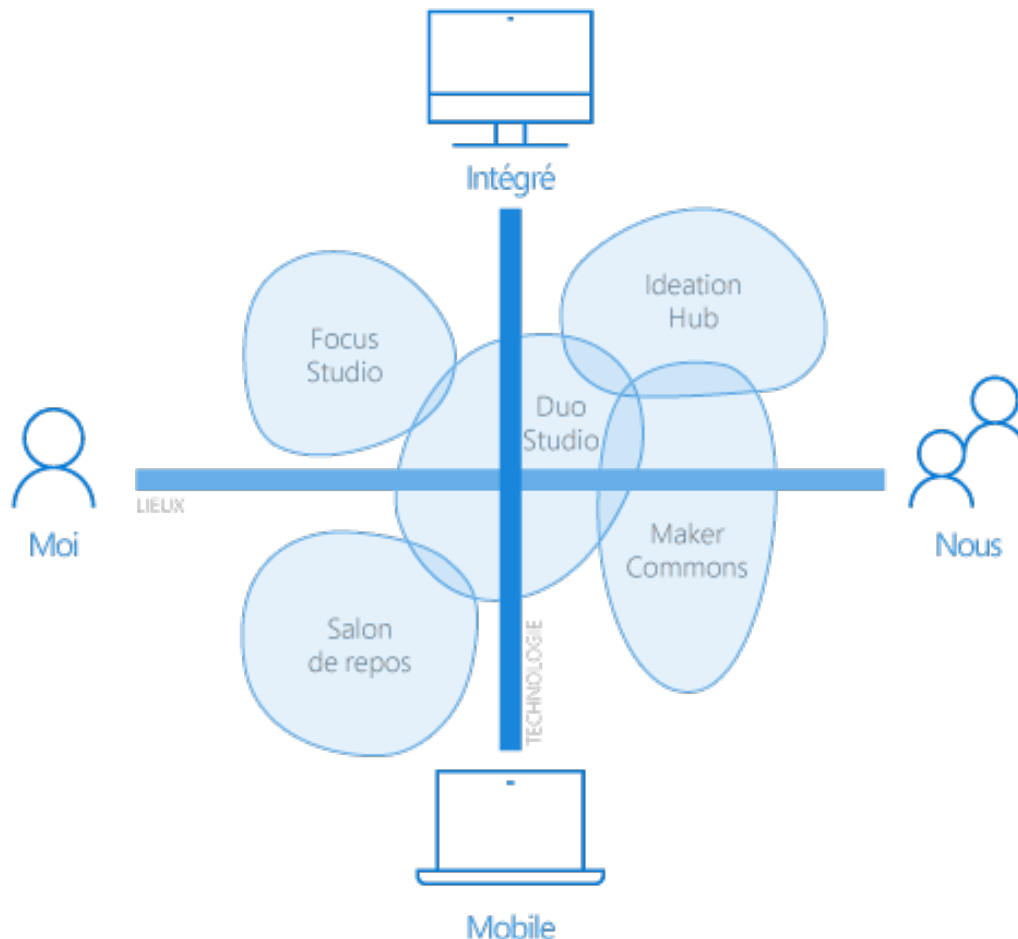 Intégré
Ideation
Hub
Focus
Studio
Duo
Studio
LIEUX
Moi
Nous
Maker
Commons
Salon
de repos
TECHNOLOGIE
Mobile